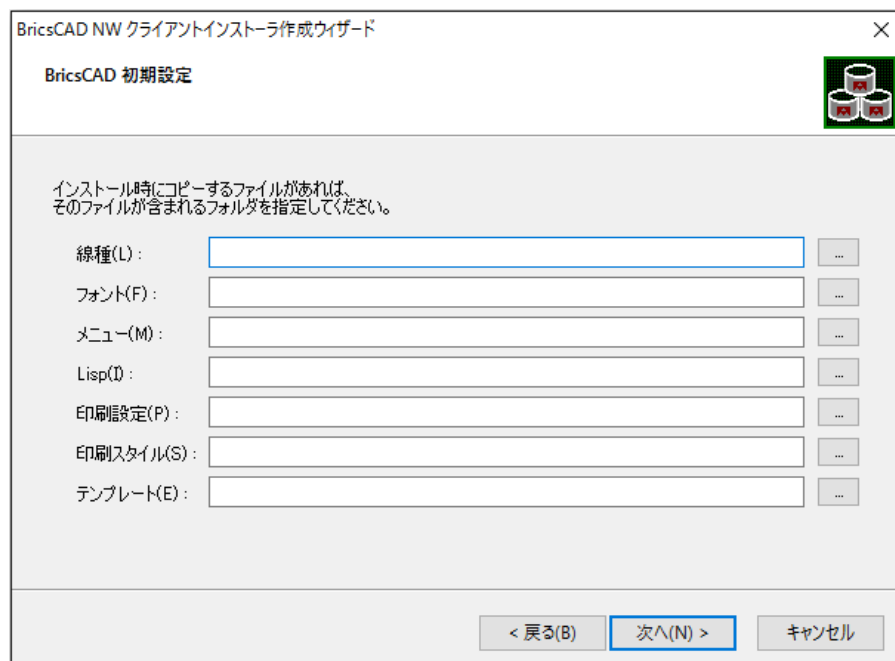 BricsCAD NW クライアントインストーラ作成ウィザード
BricsCAD 初期設定
インストール時にコピーするファイルがあれば、
そのファイルが含まれるフォルダを指定してください。
線種(L) : ...
フォント(F) : ...
メニュー(M) : ...
Lisp(I) : ...
印刷設定(P) : ...
印刷スタイル(S) : ...
テンプレート(E) : ...
< 戻る(B) 次へ(N) > キャンセル